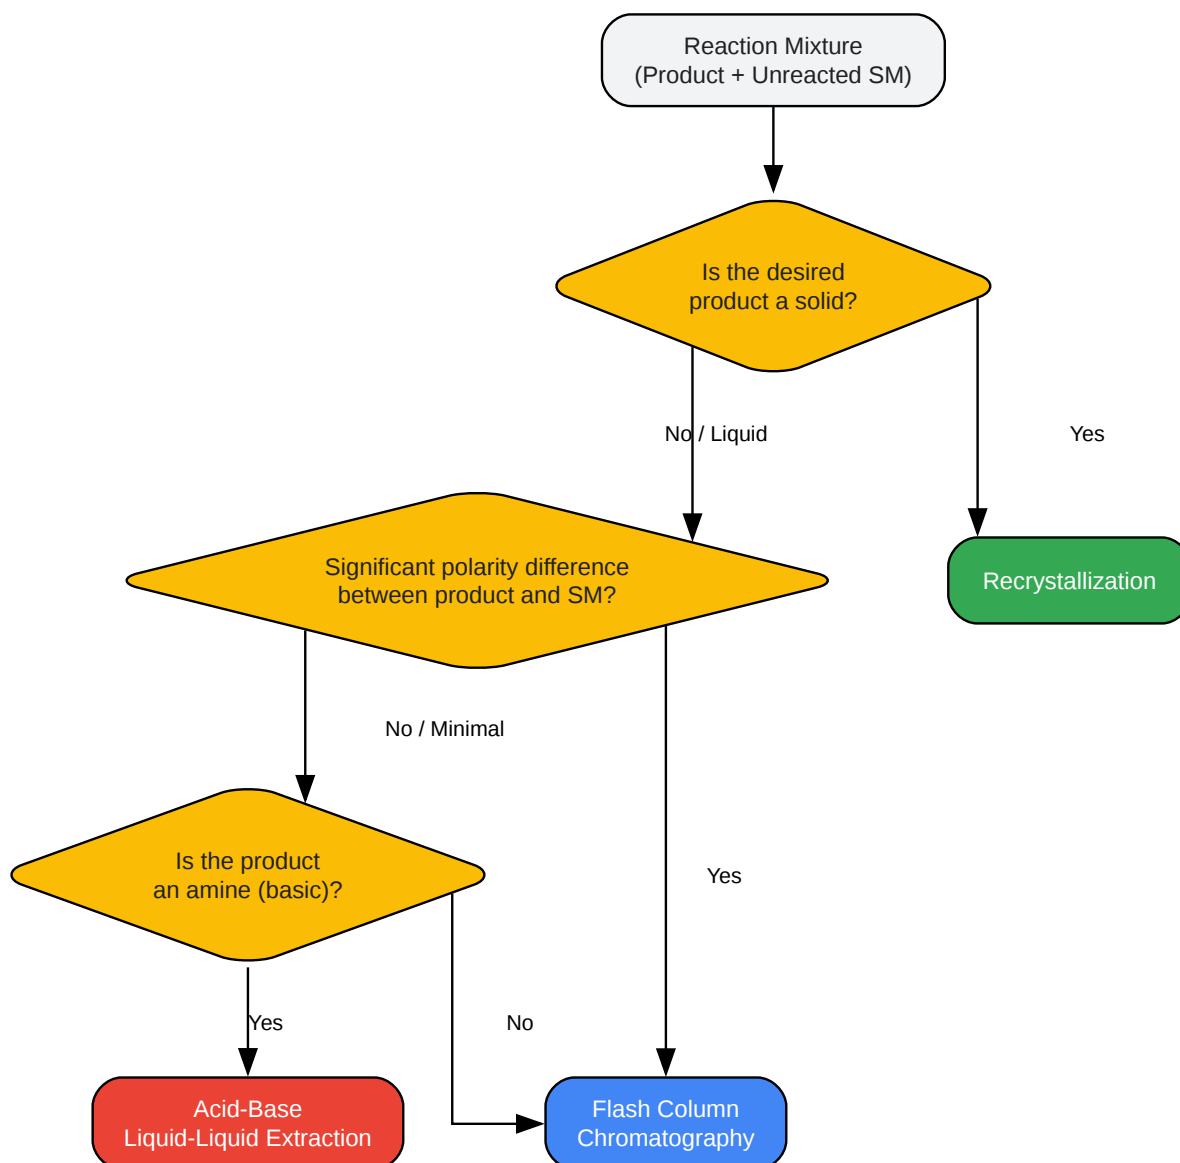 Reaction Mixture
(Product + Unreacted SM)
Is the desired
product a solid?
No / Liquid
Yes
Significant polarity difference
between product and SM?
Recrystallization
No / Minimal
Is the product
an amine (basic)?
Yes
Yes
No
Acid-Base
Liquid-Liquid Extraction
Flash Column
Chromatography